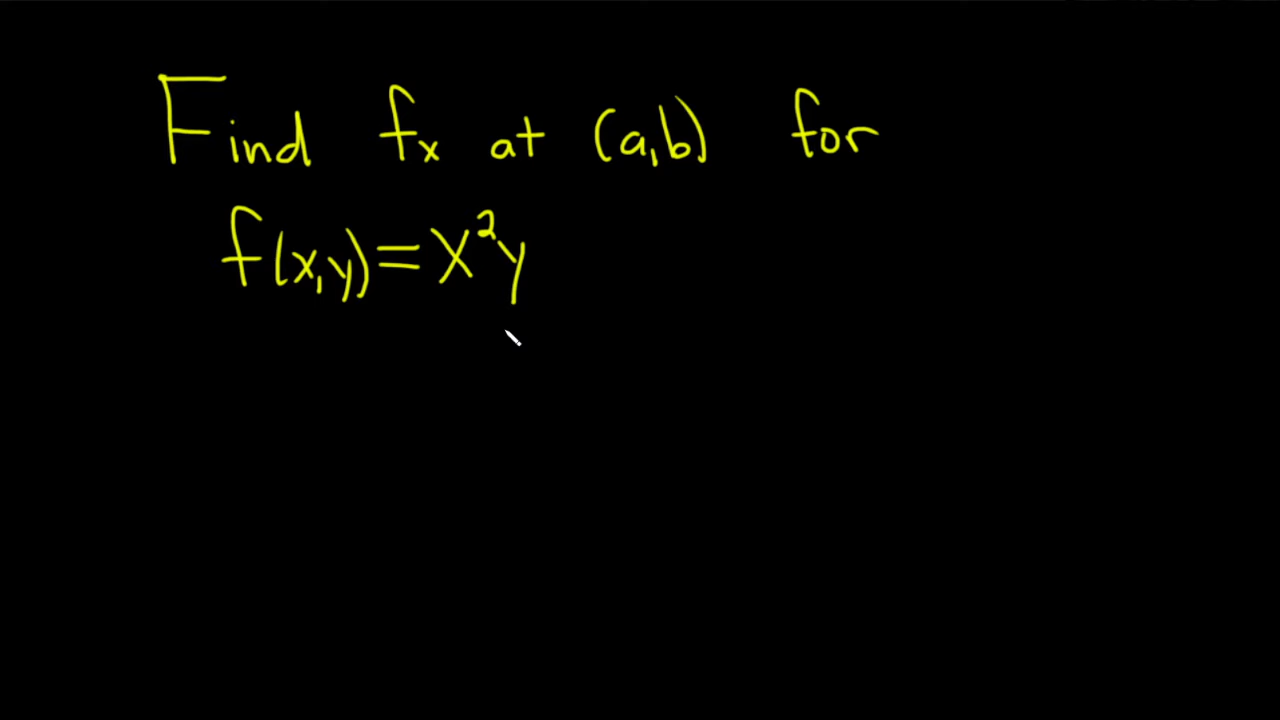 Find fx at (a,b) for
f(x,y)=x²y